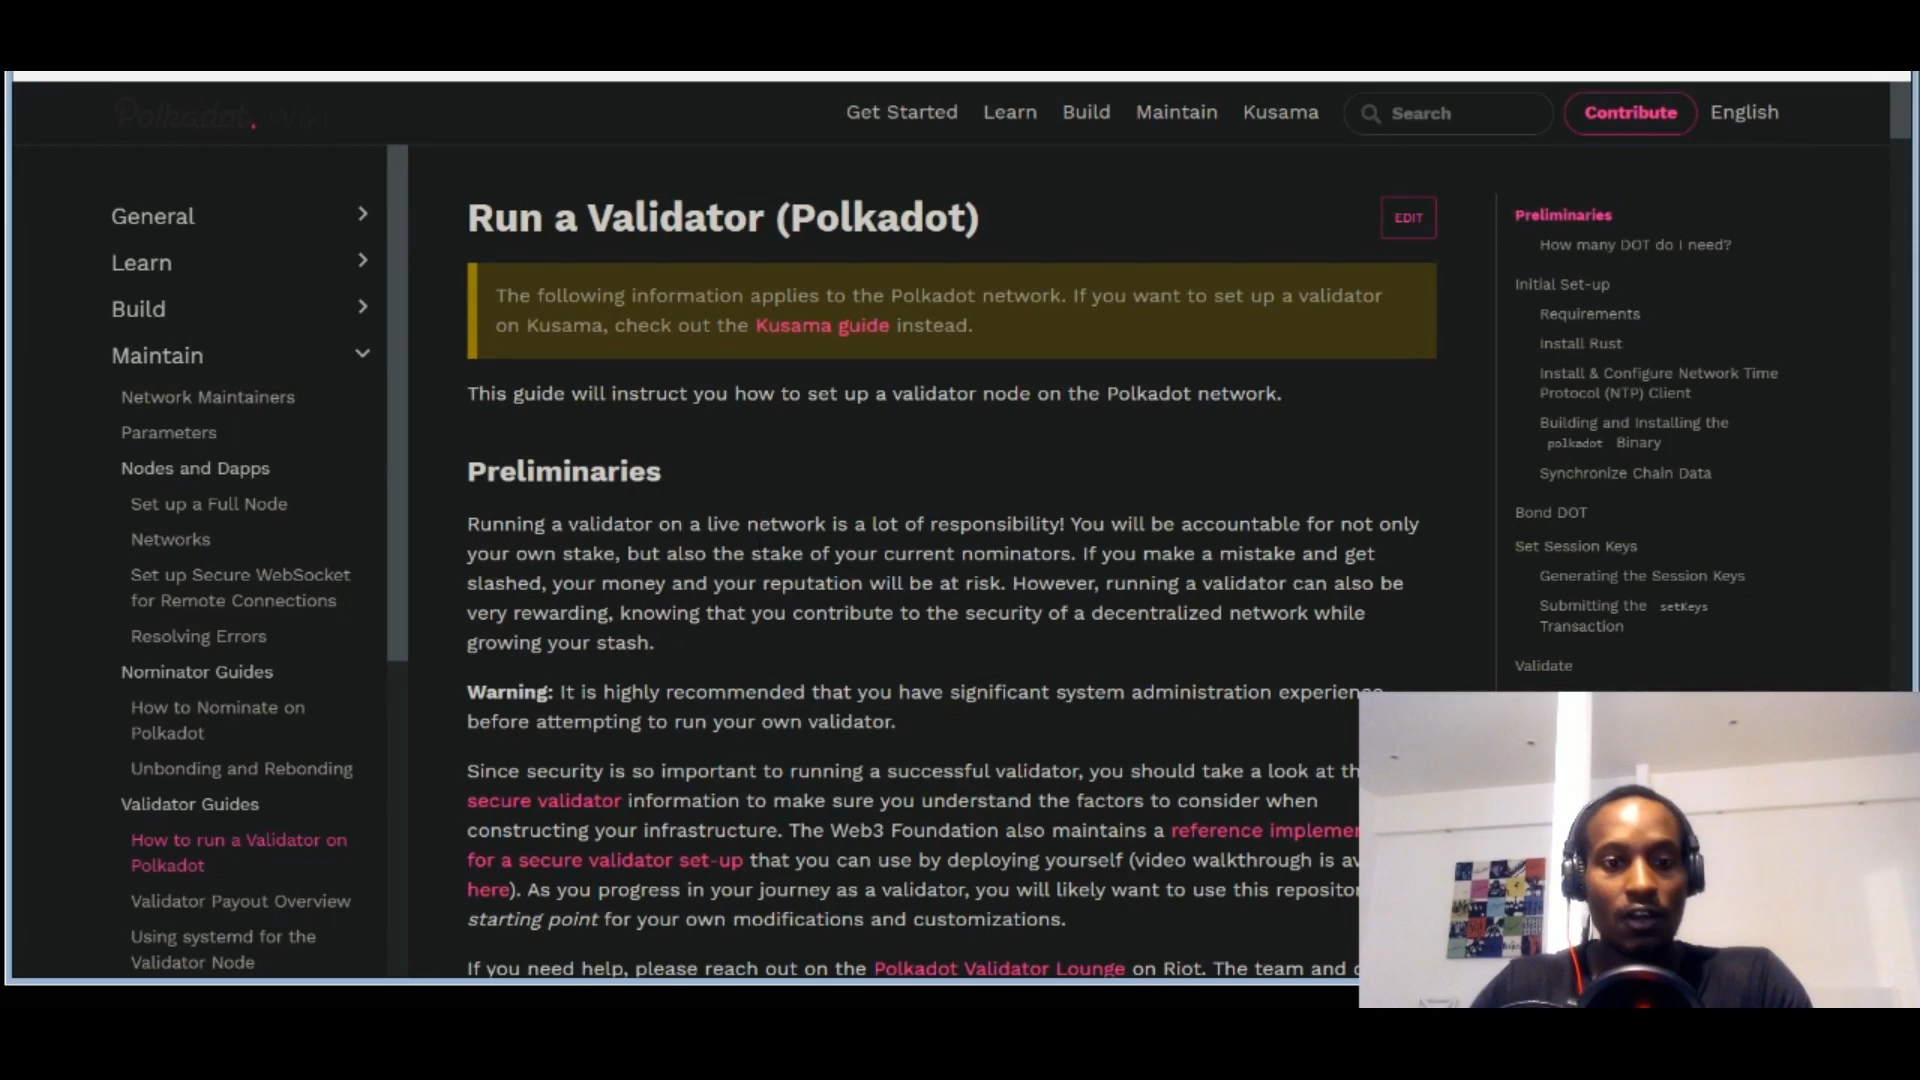 Polkadot. Wiki
Get Started Learn Build Maintain Kusama Search Contribute English
General
Learn
Build
Maintain
Network Maintainers
Parameters
Nodes and Dapps
Set up a Full Node
Networks
Set up Secure WebSocket
for Remote Connections
Resolving Errors
Nominator Guides
How to Nominate on
Polkadot
Unbonding and Rebonding
Validator Guides
How to run a Validator on
Polkadot
Validator Payout Overview
Using systemd for the
Validator Node
Run a Validator (Polkadot)
EDIT
The following information applies to the Polkadot network. If you want to set up a validator
on Kusama, check out the Kusama guide instead.
This guide will instruct you how to set up a validator node on the Polkadot network.
Preliminaries
Running a validator on a live network is a lot of responsibility! You will be accountable for not only
your own stake, but also the stake of your current nominators. If you make a mistake and get
slashed, your money and your reputation will be at risk. However, running a validator can also be
very rewarding, knowing that you contribute to the security of a decentralized network while
growing your stash.
Warning: It is highly recommended that you have significant system administration experience
before attempting to run your own validator.
Since security is so important to running a successful validator, you should take a look at th
secure validator information to make sure you understand the factors to consider when
constructing your infrastructure. The Web3 Foundation also maintains a reference implemen
for a secure validator set-up that you can use by deploying yourself (video walkthrough is av
here). As you progress in your journey as a validator, you will likely want to use this repositor
starting point for your own modifications and customizations.
If you need help, please reach out on the Polkadot Validator Lounge on Riot. The team and
Preliminaries
How many DOT do I need?
Initial Set-up
Requirements
Install Rust
Install & Configure Network Time
Protocol (NTP) Client
Building and Installing the
polkadot Binary
Synchronize Chain Data
Bond DOT
Set Session Keys
Generating the Session Keys
Submitting the setKeys
Transaction
Validate